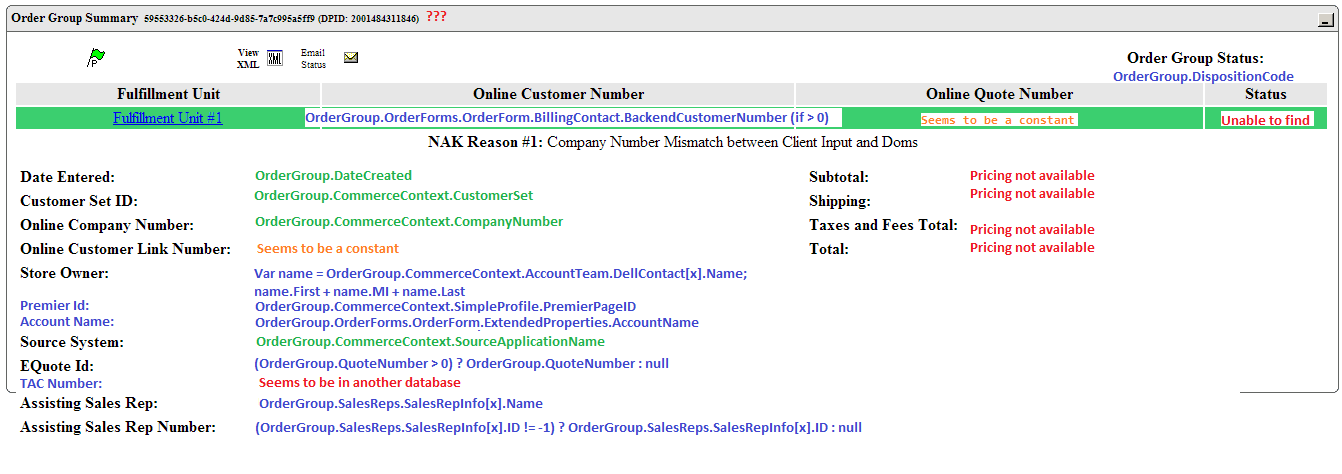 Order Group Summary 59553326-b5c0-424d-9d85-7a7c995a5ff9 (DPID: 2001484311846) ???
View XML
Email Status
Order Group Status:
OrderGroup.DispositionCode
Fulfillment Unit Online Customer Number Online Quote Number Status
Fulfillment Unit #1 OrderGroup.OrderForms.OrderForm.BillingContact.BackendCustomerNumber (if > 0) Seems to be a constant Unable to find
NAK Reason #1: Company Number Mismatch between Client Input and Doms
Date Entered: OrderGroup.DateCreated Subtotal: Pricing not available
Customer Set ID: OrderGroup.CommerceContext.CustomerSet Shipping: Pricing not available
Online Company Number: OrderGroup.CommerceContext.CompanyNumber Taxes and Fees Total: Pricing not available
Online Customer Link Number: Seems to be a constant Total: Pricing not available
Store Owner: Var name = OrderGroup.CommerceContext.AccountTeam.DellContact[x].Name;
name.First + name.MI + name.Last
Premier Id: OrderGroup.CommerceContext.SimpleProfile.PremierPageID
Account Name: OrderGroup.OrderForms.OrderForm.ExtendedProperties.AccountName
Source System: OrderGroup.CommerceContext.SourceApplicationName
EQuote Id: (OrderGroup.QuoteNumber > 0) ? OrderGroup.QuoteNumber : null
TAC Number: Seems to be in another database
Assisting Sales Rep: OrderGroup.SalesReps.SalesRepInfo[x].Name
Assisting Sales Rep Number: (OrderGroup.SalesReps.SalesRepInfo[x].ID != -1) ? OrderGroup.SalesReps.SalesRepInfo[x].ID : null